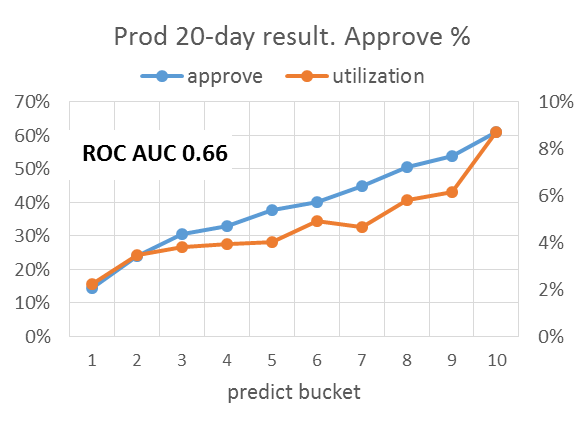 Prod 20-day result. Approve %
approve utilization
70% 10%
60% 8%
ROC AUC 0.66
50%
40% 6%
30% 4%
20%
10% 2%
0% 0%
1 2 3 4 5 6 7 8 9 10
predict bucket